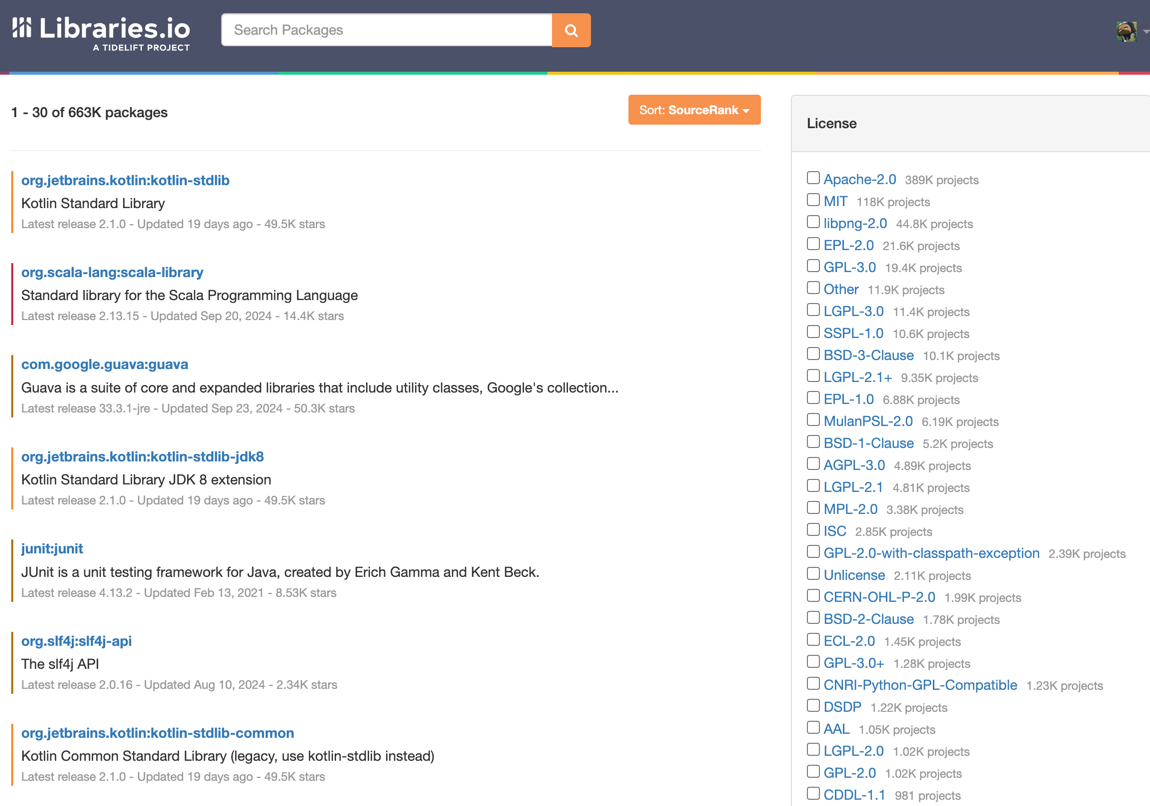 Libraries.io
A TIDELIFT PROJECT
Search Packages
1 - 30 of 663K packages
Sort: SourceRank
org.jetbrains.kotlin:kotlin-stdlib
Kotlin Standard Library
Latest release 2.1.0 - Updated 19 days ago - 49.5K stars
org.scala-lang:scala-library
Standard library for the Scala Programming Language
Latest release 2.13.15 - Updated Sep 20, 2024 - 14.4K stars
com.google.guava:guava
Guava is a suite of core and expanded libraries that include utility classes, Google's collection...
Latest release 33.3.1-jre - Updated Sep 23, 2024 - 50.3K stars
org.jetbrains.kotlin:kotlin-stdlib-jdk8
Kotlin Standard Library JDK 8 extension
Latest release 2.1.0 - Updated 19 days ago - 49.5K stars
junit:junit
JUnit is a unit testing framework for Java, created by Erich Gamma and Kent Beck.
Latest release 4.13.2 - Updated Feb 13, 2021 - 8.53K stars
org.slf4j:slf4j-api
The slf4j API
Latest release 2.0.16 - Updated Aug 10, 2024 - 2.34K stars
org.jetbrains.kotlin:kotlin-stdlib-common
Kotlin Common Standard Library (legacy, use kotlin-stdlib instead)
Latest release 2.1.0 - Updated 19 days ago - 49.5K stars
License
Apache-2.0 389K projects
MIT 118K projects
libpng-2.0 44.8K projects
EPL-2.0 21.6K projects
GPL-3.0 19.4K projects
Other 11.9K projects
LGPL-3.0 11.4K projects
SSPL-1.0 10.6K projects
BSD-3-Clause 10.1K projects
LGPL-2.1+ 9.35K projects
EPL-1.0 6.88K projects
MulanPSL-2.0 6.19K projects
BSD-1-Clause 5.2K projects
AGPL-3.0 4.89K projects
LGPL-2.1 4.81K projects
MPL-2.0 3.38K projects
ISC 2.85K projects
GPL-2.0-with-classpath-exception 2.39K projects
Unlicense 2.11K projects
CERN-OHL-P-2.0 1.99K projects
BSD-2-Clause 1.78K projects
ECL-2.0 1.45K projects
GPL-3.0+ 1.28K projects
CNRI-Python-GPL-Compatible 1.23K projects
DSDP 1.22K projects
AAL 1.05K projects
LGPL-2.0 1.02K projects
GPL-2.0 1.02K projects
CDDL-1.1 981 projects